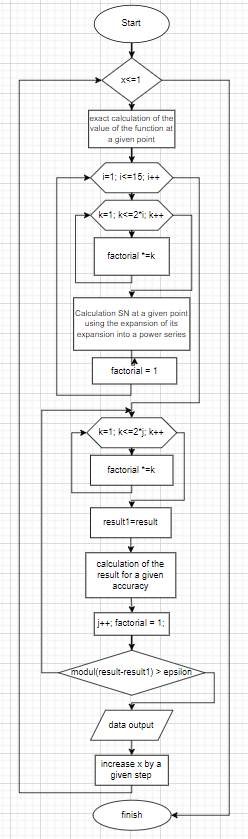 Start
x<=1
exact calculation of the
value of the function at
a given point
i=1; i<=15; i++
k=1; k<=2*i; k++
factorial *=k
Calculation SN at a given point
using the expansion of its
expansion into a power series
factorial = 1
k=1; k<=2*j; k++
factorial *=k
result1=result
calculation of the
result for a given
accuracy
j++; factorial = 1;
modul(result-result1) > epsilon
data output
increase x by a
given step
finish